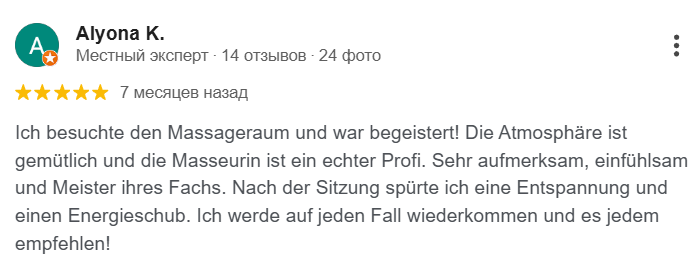 A
Alyona K.
Местный эксперт · 14 отзывов · 24 фото
7 месяцев назад
Ich besuchte den Massageraum und war begeistert! Die Atmosphäre ist
gemütlich und die Masseurin ist ein echter Profi. Sehr aufmerksam, einfühlsam
und Meister ihres Fachs. Nach der Sitzung spürte ich eine Entspannung und
einen Energieschub. Ich werde auf jeden Fall wiederkommen und es jedem
empfehlen!